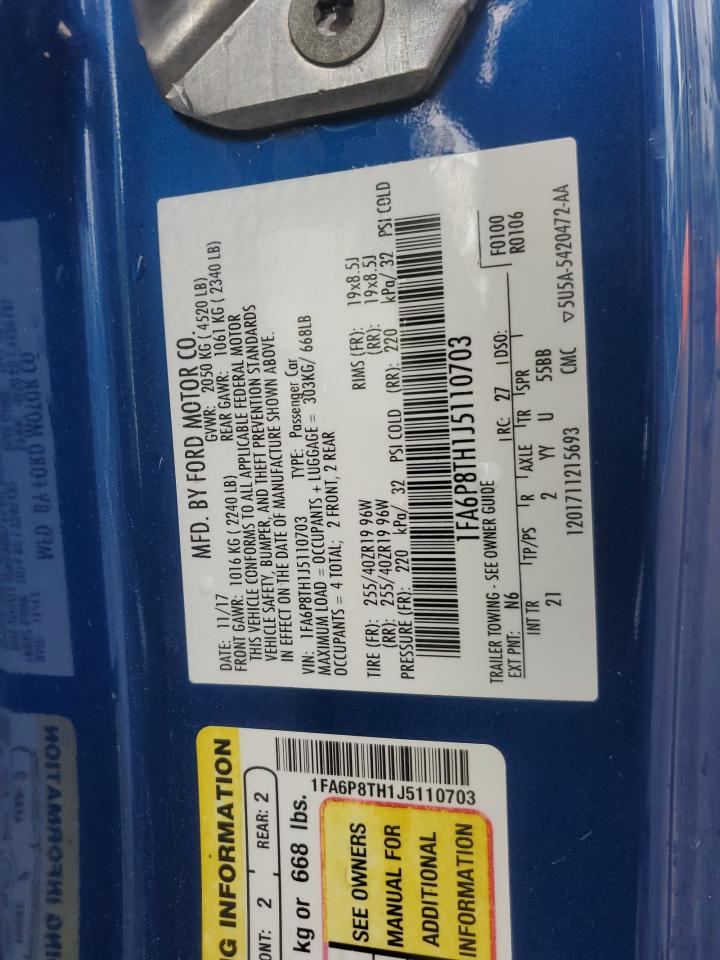 MFD. BY FORD MOTOR CO.
DATE: 11/17 GVWR: 2050 KG ( 4520 LB)
FRONT GAWR: 1016 KG ( 2240 LB) REAR GAWR: 1061 KG ( 2340 LB)
THIS VEHICLE CONFORMS TO ALL APPLICABLE FEDERAL MOTOR
VEHICLE SAFETY, BUMPER, AND THEFT PREVENTION STANDARDS
IN EFFECT ON THE DATE OF MANUFACTURE SHOWN ABOVE.
VIN: 1FA6P8TH1J5110703 TYPE: Passenger Car
MAXIMUM LOAD = OCCUPANTS + LUGGAGE = 303KG/ 668LB
OCCUPANTS = 4 TOTAL; 2 FRONT, 2 REAR
TIRE (FR): 255/40ZR19 96W RIMS (FR): 19x8.5J
(RR): 255/40ZR19 96W (RR): 19x8.5J
PRESSURE (FR): 220 kPa/ 32 PSI COLD (RR): 220 kPa/ 32 PSI COLD
1FA6P8TH1J5110703
TRAILER TOWING - SEE OWNER GUIDE
EXT PNT: N6 RC: 27 DSO: F0100
R0106
INT TR TP/PS R AXLE TR SPR
21 2 YY U 55BB
1201711215693 CMC ▽5U5A-5420472-AA
G INFORMATION
ONT: 2 REAR: 2
kg or 668 lbs.
1FA6P8TH1J5110703
SEE OWNERS
MANUAL FOR
ADDITIONAL
INFORMATION